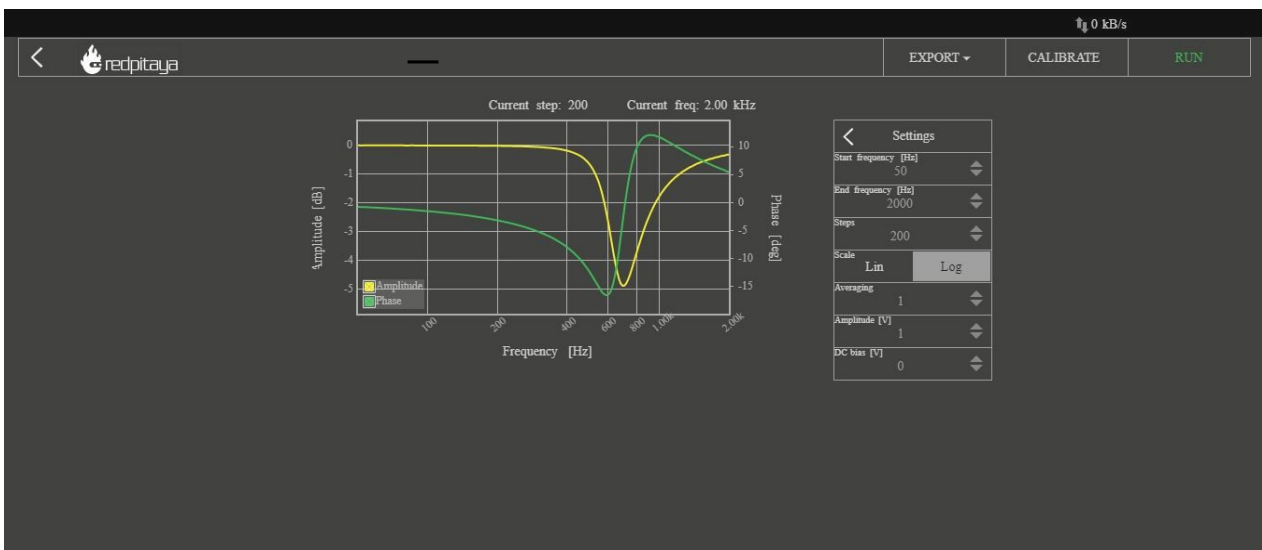 0 kB/s
redpitaya
EXPORT
CALIBRATE
RUN
Current step: 200
Current freq: 2.00 kHz
Amplitude [dB]
0
-1
-2
-3
-4
-5
Amplitude
Phase
100
200
400
600
800
1.00k
2.00k
Frequency [Hz]
10
5
0
-5
-10
-15
Phase [deg]
Settings
Start frequency [Hz]
50
End frequency [Hz]
2000
Steps
200
Scale
Lin Log
Averaging
1
Amplitude [V]
1
DC bias [V]
0